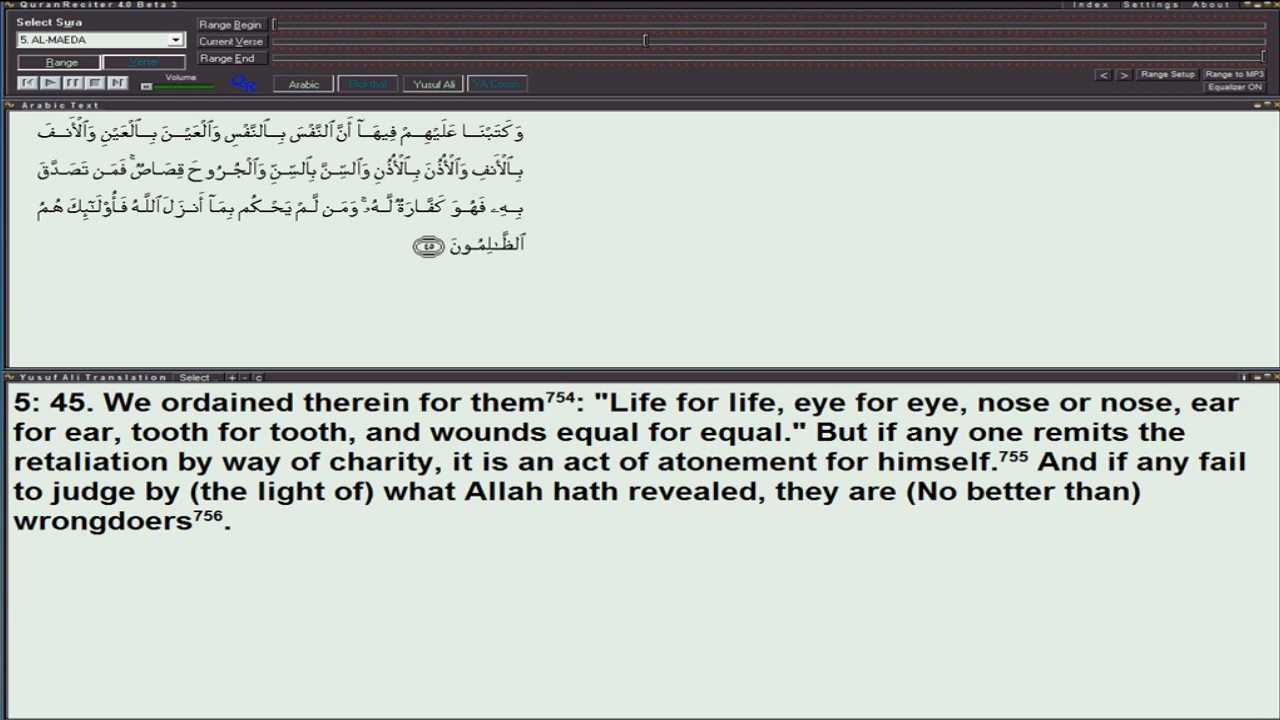 QuranReciter 4.0 Beta 3
Index Settings About
Select Sura
5. AL-MAEDA
Range Verse
Volume
QR
Range Begin
Current Verse
Range End
Arabic Pickthal Yusuf Ali YA Comm
< > Range Setup Range to MP3
Equalizer ON
Arabic Text
وَكَتَبْنَا عَلَيْهِمْ فِيهَآ أَنَّ ٱلنَّفْسَ بِٱلنَّفْسِ وَٱلْعَيْنَ بِٱلْعَيْنِ وَٱلْأَنفَ
بِٱلْأَنفِ وَٱلْأُذُنَ بِٱلْأُذُنِ وَٱلسِّنَّ بِٱلسِّنِّ وَٱلْجُرُوحَ قِصَاصٌ ۚ فَمَن تَصَدَّقَ
بِهِۦ فَهُوَ كَفَّارَةٌ لَّهُۥ ۚ وَمَن لَّمْ يَحْكُم بِمَآ أَنزَلَ ٱللَّهُ فَأُو۟لَـٰٓئِكَ هُمُ
ٱلظَّـٰلِمُونَ ٤٥
Yusuf Ali Translation Select.. + - c i
5: 45. We ordained therein for them754: "Life for life, eye for eye, nose or nose, ear
for ear, tooth for tooth, and wounds equal for equal." But if any one remits the
retaliation by way of charity, it is an act of atonement for himself.755 And if any fail
to judge by (the light of) what Allah hath revealed, they are (No better than)
wrongdoers756.